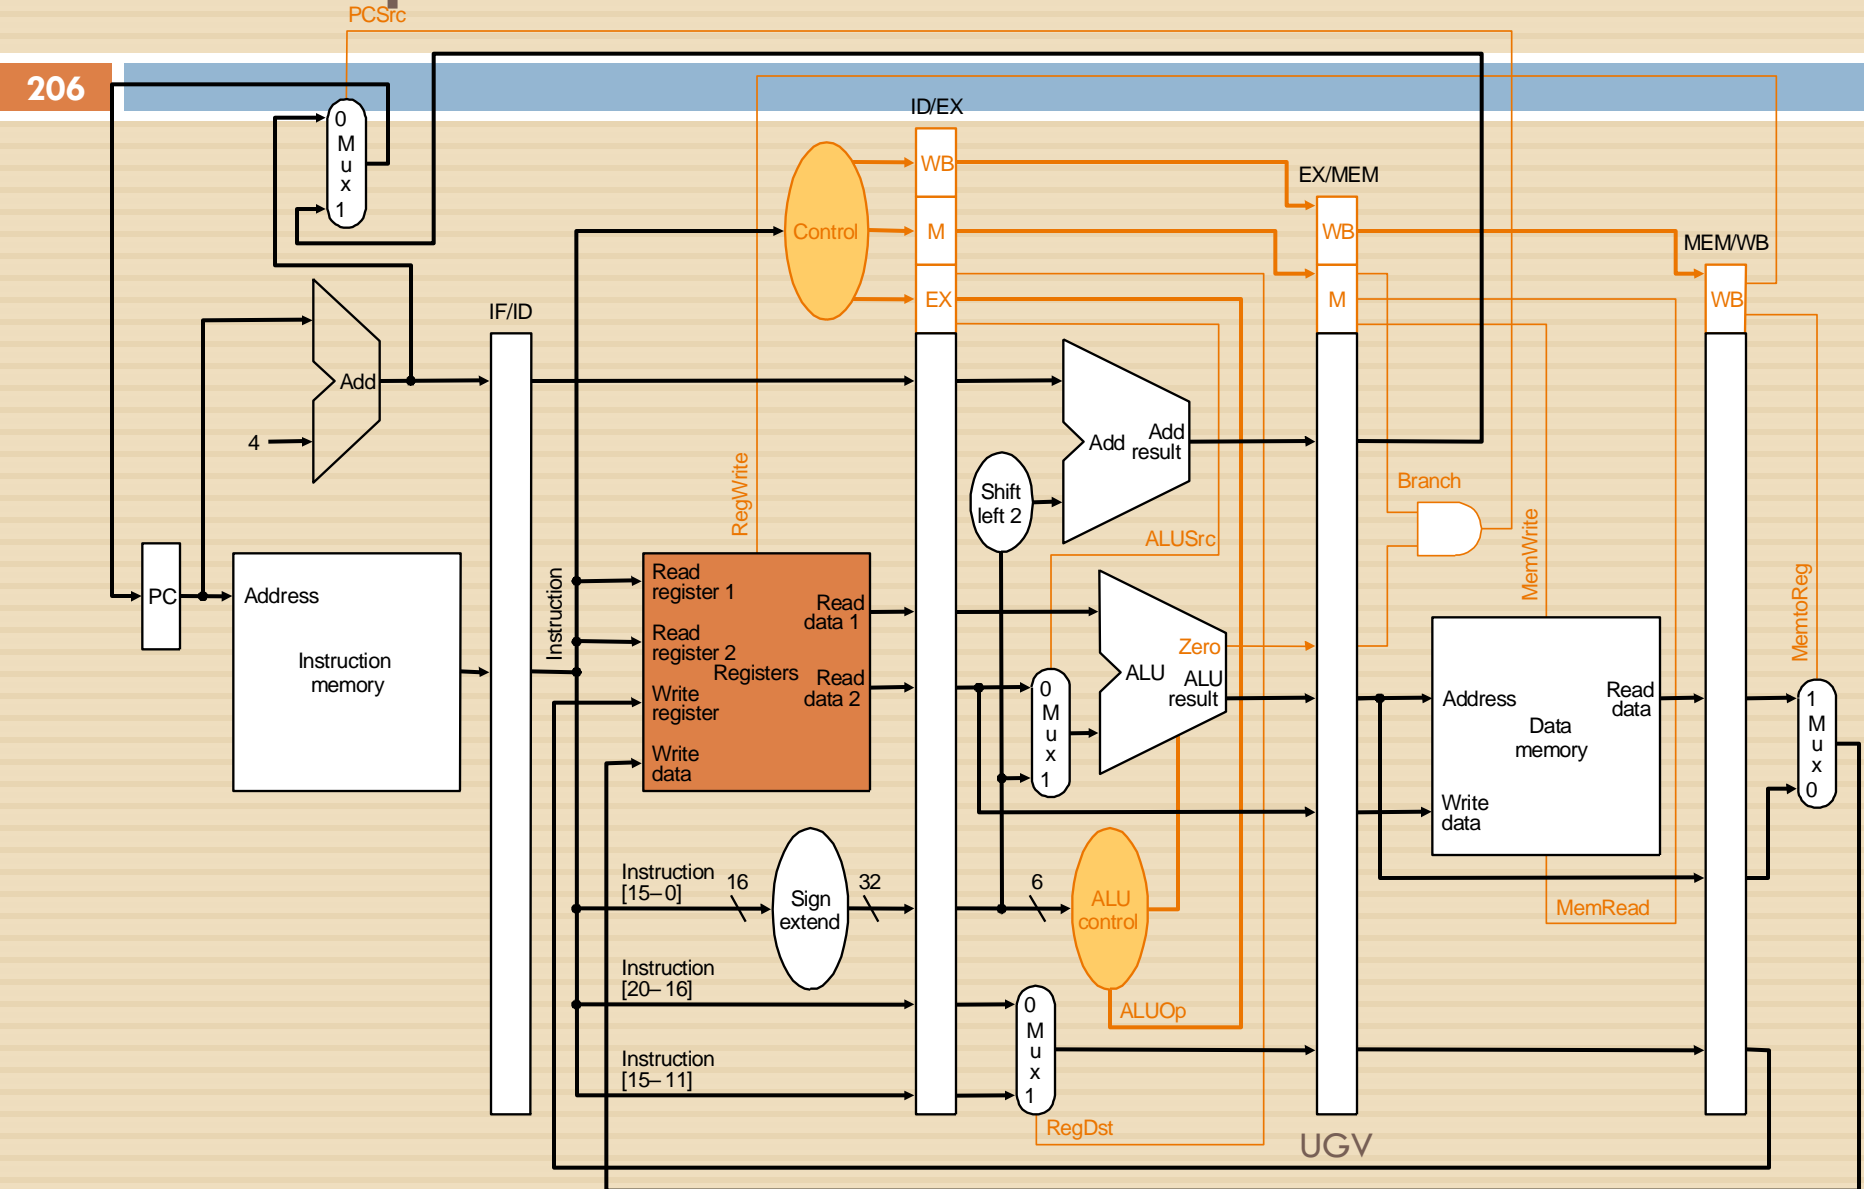 PCSrc
206
ID/EX
0
M
u
x
1
WB
EX/MEM
Control
M
WB
MEM/WB
EX
M
WB
IF/ID
Add
4
Add
Add
result
Shift
left 2
RegWrite
Branch
ALUSrc
MemWrite
MemtoReg
PC
Address
Instruction
memory
Instruction
Read
register 1
Read
data 1
Read
register 2
Registers
Read
data 2
Write
register
Write
data
Zero
ALU
ALU
result
0
M
u
x
1
Address
Read
data
Data
memory
Write
data
1
M
u
x
0
Instruction
[15–0]
16
Sign
extend
32
6
ALU
control
MemRead
Instruction
[20–16]
0
M
u
x
1
ALUOp
Instruction
[15–11]
RegDst
UGV